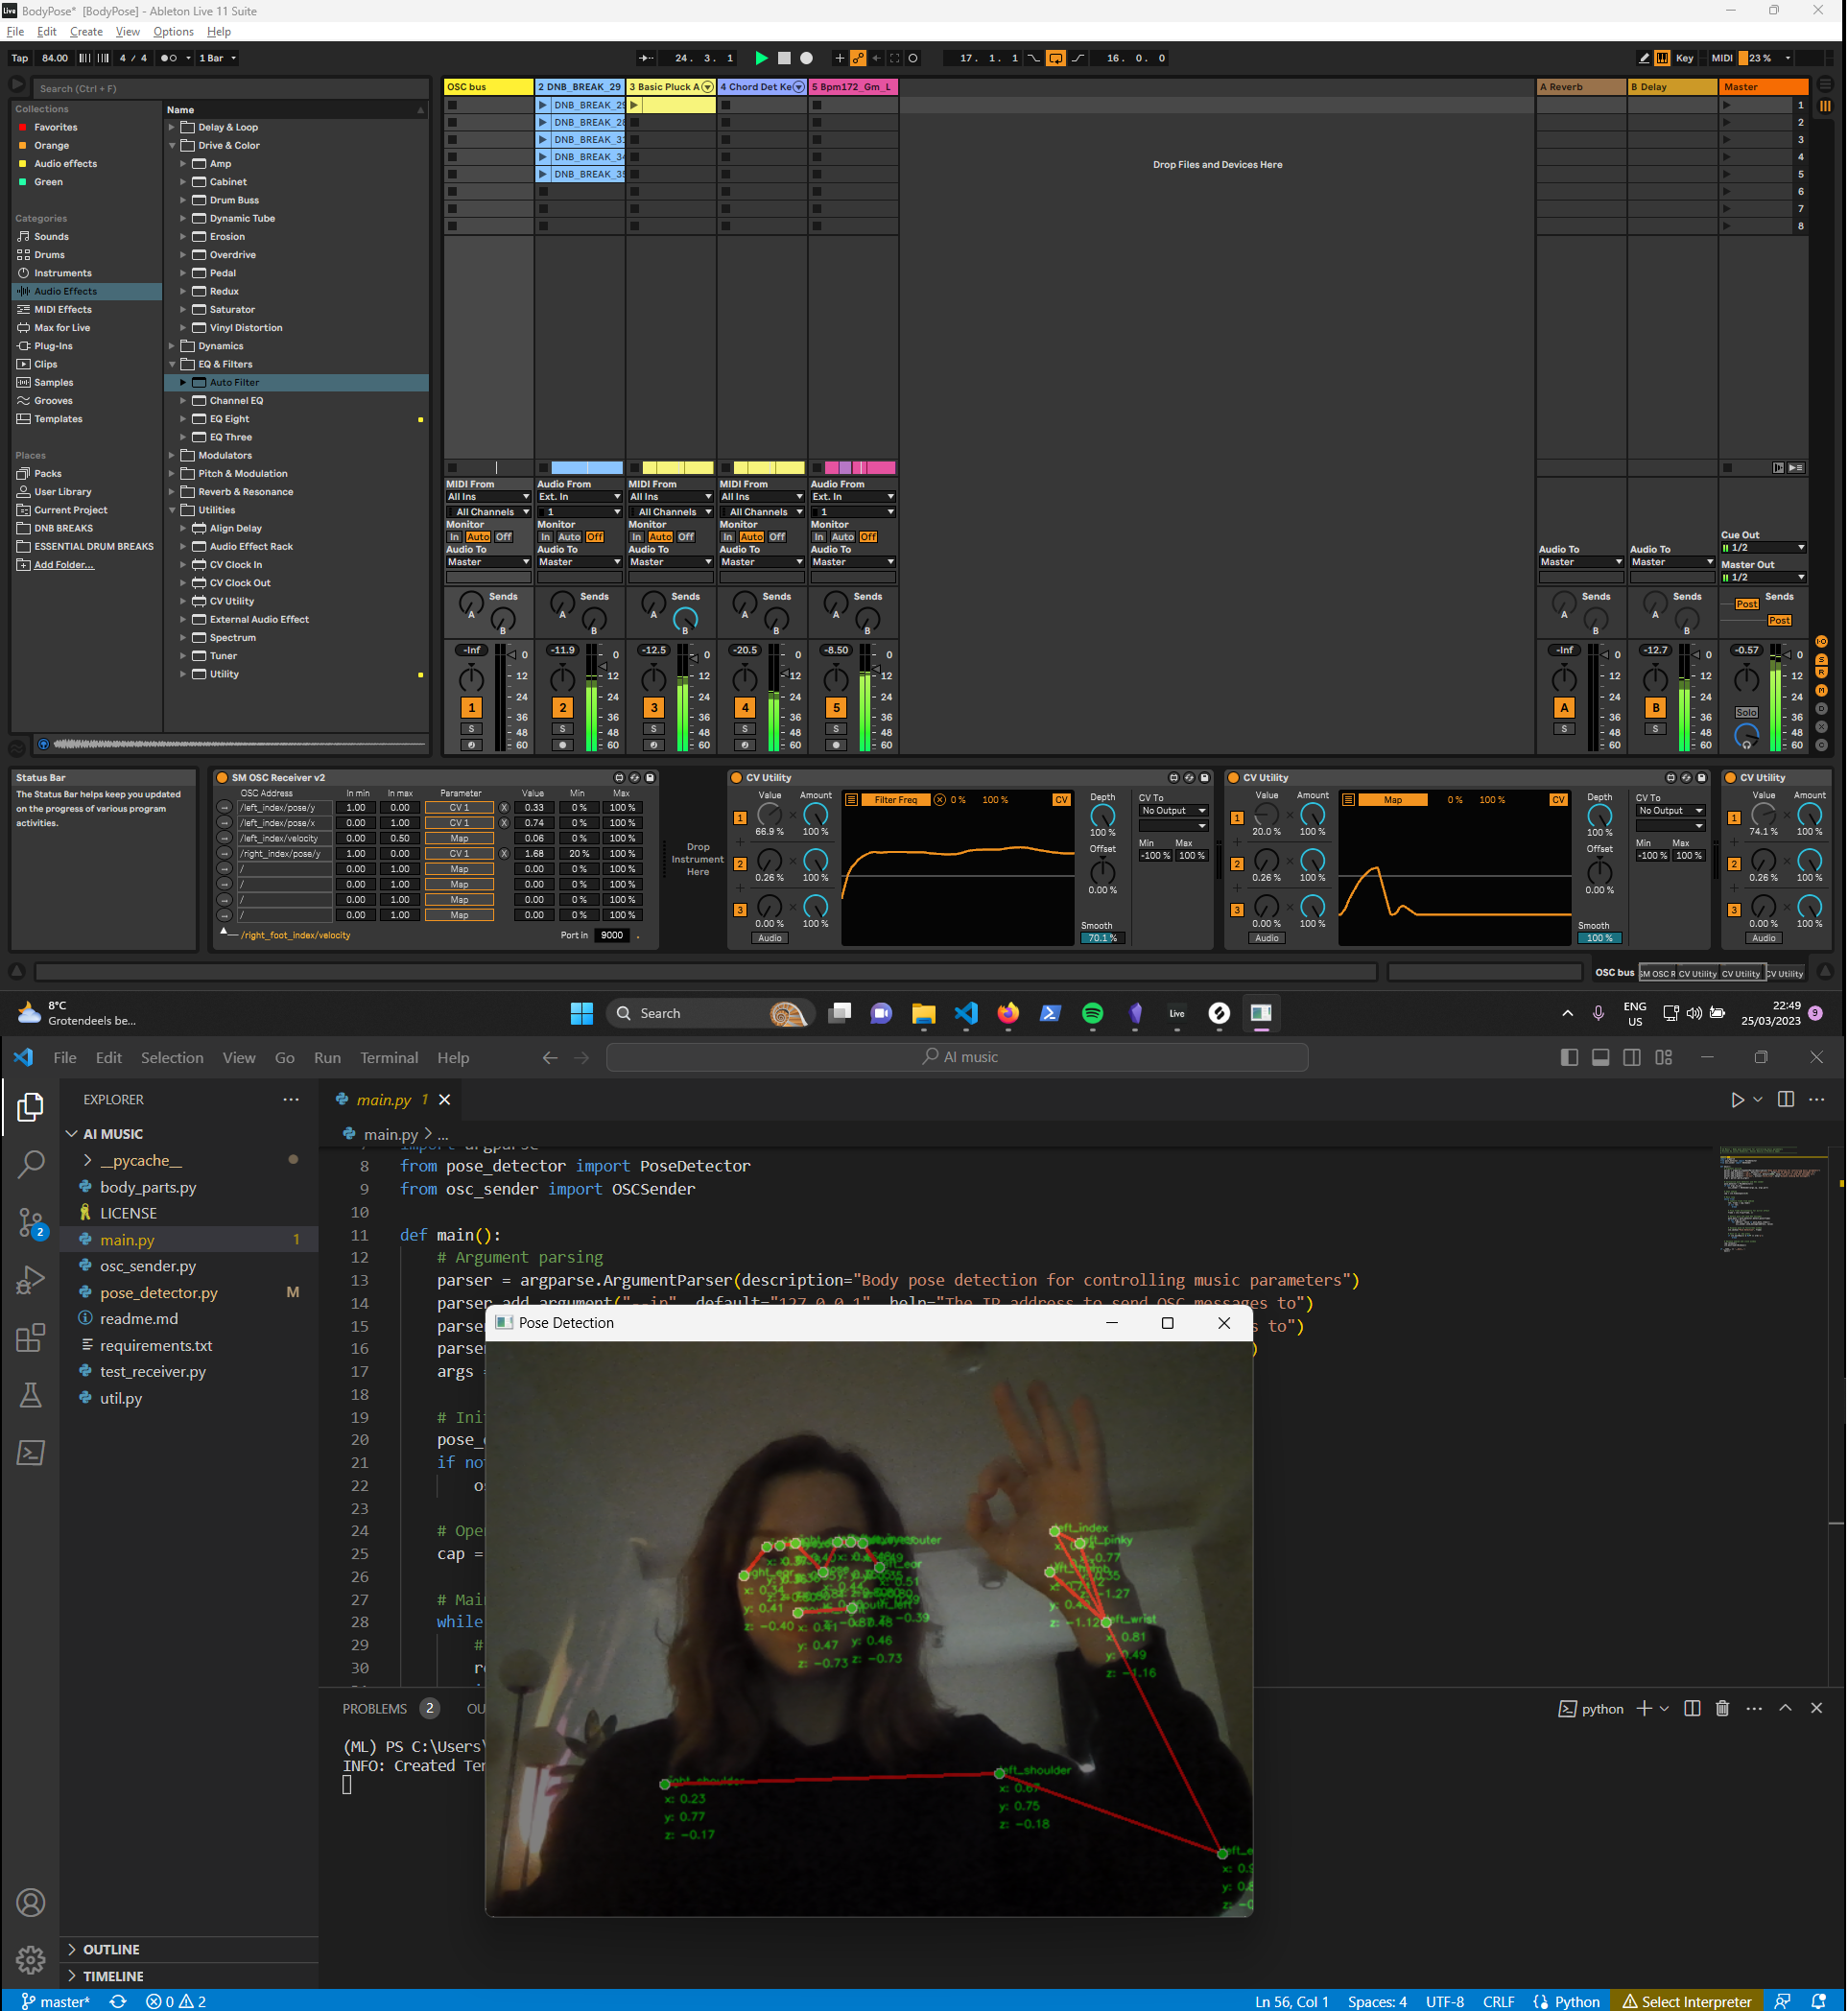 BodyPose* [BodyPose] - Ableton Live 11 Suite
File Edit Create View Options Help
Tap 84.00 4 / 4 1 Bar 24. 3. 1 17. 1. 1 16. 0. 0 Key MIDI 23 %
Search (Ctrl + F)
Collections
Favorites
Orange
Audio effects
Green
Categories
Sounds
Drums
Instruments
Audio Effects
MIDI Effects
Max for Live
Plug-Ins
Clips
Samples
Grooves
Templates
Places
Packs
User Library
Current Project
DNB BREAKS
ESSENTIAL DRUM BREAKS
Add Folder...
Name
Delay & Loop
Drive & Color
Amp
Cabinet
Drum Buss
Dynamic Tube
Erosion
Overdrive
Pedal
Redux
Saturator
Vinyl Distortion
Dynamics
EQ & Filters
Auto Filter
Channel EQ
EQ Eight
EQ Three
Modulators
Pitch & Modulation
Reverb & Resonance
Utilities
Align Delay
Audio Effect Rack
CV Clock In
CV Clock Out
CV Utility
External Audio Effect
Spectrum
Tuner
Utility
OSC bus 2 DNB_BREAK_29 3 Basic Pluck A 4 Chord Det Ke 5 Bpm172_Gm_L A Reverb B Delay Master
DNB_BREAK_29 1
DNB_BREAK_28 2
DNB_BREAK_31 3
DNB_BREAK_34 4
DNB_BREAK_35 5
6
7
8
Drop Files and Devices Here
MIDI From Audio From MIDI From MIDI From Audio From
All Ins Ext. In All Ins All Ins Ext. In
All Channels 1 All Channels All Channels 1
Monitor Monitor Monitor Monitor Monitor
In Auto Off In Auto Off In Auto Off In Auto Off In Auto Off
Audio To Audio To Audio To Audio To Audio To Audio To Audio To
Master Master Master Master Master Master Master
Cue Out
1/2
Master Out
1/2
Sends Sends Sends Sends Sends Sends Sends Sends
A B A B A B A B A B A B A B Post Post
-Inf -11.9 -12.5 -20.5 -8.50 -Inf -12.7 -0.57
0 12 24 36 48 60
1 2 3 4 5 A B Solo
S S S S S S S
Status Bar
The Status Bar helps keep you updated
on the progress of various program
activities.
SM OSC Receiver v2
OSC Address In min In max Parameter Value Min Max
/left_index/pose/y 1.00 0.00 CV 1 X 0.33 0 % 100 %
/left_index/pose/x 0.00 1.00 CV 1 X 0.74 0 % 100 %
/left_index/velocity 0.00 0.50 Map 0.06 0 % 100 %
/right_index/pose/y 1.00 0.00 CV 1 X 1.68 20 % 100 %
/ 0.00 1.00 Map 0.00 0 % 100 %
/ 0.00 1.00 Map 0.00 0 % 100 %
/ 0.00 1.00 Map 0.00 0 % 100 %
/ 0.00 1.00 Map 0.00 0 % 100 %
/right_foot_index/velocity Port in 9000
Drop
Instrument
Here
CV Utility
Value Amount
1 66.9 % 100 %
2 0.26 % 100 %
3 0.00 % 100 %
Audio
Filter Freq 0 % 100 % CV
Depth
100 %
Offset
0.00 %
Smooth
70.1 %
CV To
No Output
Min Max
-100 % 100 %
CV Utility
Value Amount
1 20.0 % 100 %
2 0.26 % 100 %
3 0.00 % 100 %
Audio
Map 0 % 100 % CV
Depth
100 %
Offset
0.00 %
Smooth
100 %
CV To
No Output
Min Max
-100 % 100 %
CV Utility
Value Amount
1 74.1 % 100 %
2 0.26 % 100 %
3 0.00 % 100 %
Audio
OSC bus SM OSC R CV Utility CV Utility CV Utility
8°C
Grotendeels be...
Search
Live
ENG
US
22:49
25/03/2023
9
File Edit Selection View Go Run Terminal Help
AI music
EXPLORER
AI MUSIC
__pycache__
body_parts.py
LICENSE
main.py 1
osc_sender.py
pose_detector.py M
readme.md
requirements.txt
test_receiver.py
util.py
2
OUTLINE
TIMELINE
main.py 1
main.py > ...
import argparse
8 from pose_detector import PoseDetector
9 from osc_sender import OSCSender
10
11 def main():
12 # Argument parsing
13 parser = argparse.ArgumentParser(description="Body pose detection for controlling music parameters")
14 parser.add_argument("--ip", default="127.0.0.1", help="The IP address to send OSC messages to")
15 parse s to")
16 parse )
17 args =
18
19 # Ini
20 pose_
21 if no
22 o
23
24 # Ope
25 cap =
26
27 # Mai
28 while
29 #
30 re
Pose Detection
left_index
left_pinky
left_wrist
x: 0.81
y: 0.49
z: -1.16
right_shoulder
x: 0.23
y: 0.77
z: -0.17
left_shoulder
x: 0.67
y: 0.75
z: -0.18
left_e
PROBLEMS 2 OU
python
(ML) PS C:\Users\
INFO: Created Te
master* 0 2
Ln 56, Col 1 Spaces: 4 UTF-8 CRLF Python Select Interpreter